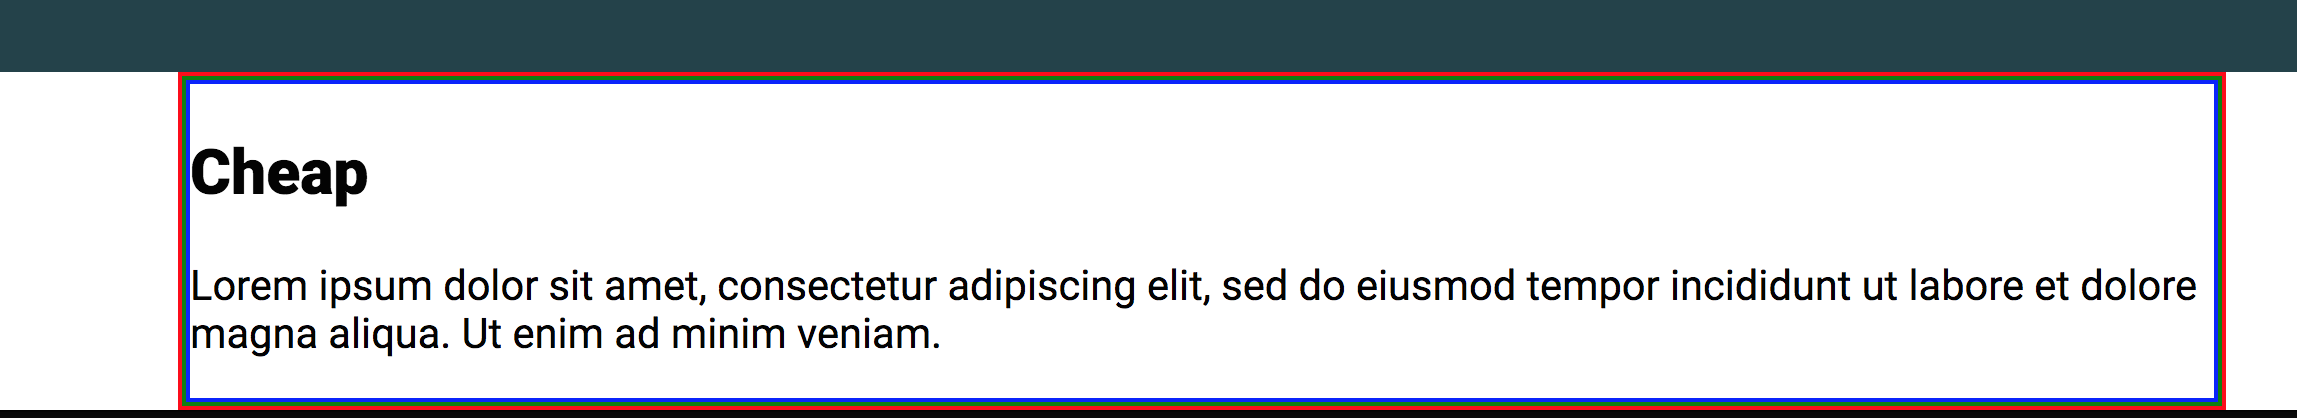 Cheap
Lorem ipsum dolor sit amet, consectetur adipiscing elit, sed do eiusmod tempor incididunt ut labore et dolore
magna aliqua. Ut enim ad minim veniam.